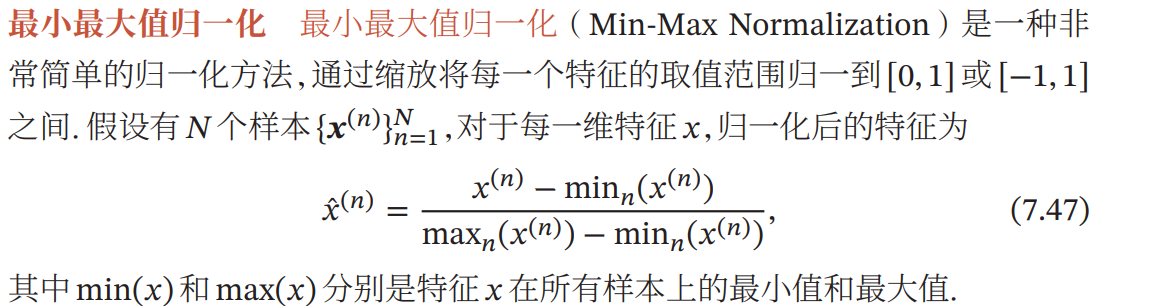 最小最大值归一化 最小最大值归一化（Min-Max Normalization）是一种非
常简单的归一化方法,通过缩放将每一个特征的取值范围归一到[0, 1]或[−1, 1]
之间. 假设有 N 个样本 {x^{(n)}}_{n=1}^{N} ,对于每一维特征 x ,归一化后的特征为
x̂^{(n)} = \frac{x^{(n)} − min_n(x^{(n)})}{max_n(x^{(n)}) − min_n(x^{(n)})}, (7.47)
其中 min(x) 和 max(x) 分别是特征 x 在所有样本上的最小值和最大值.